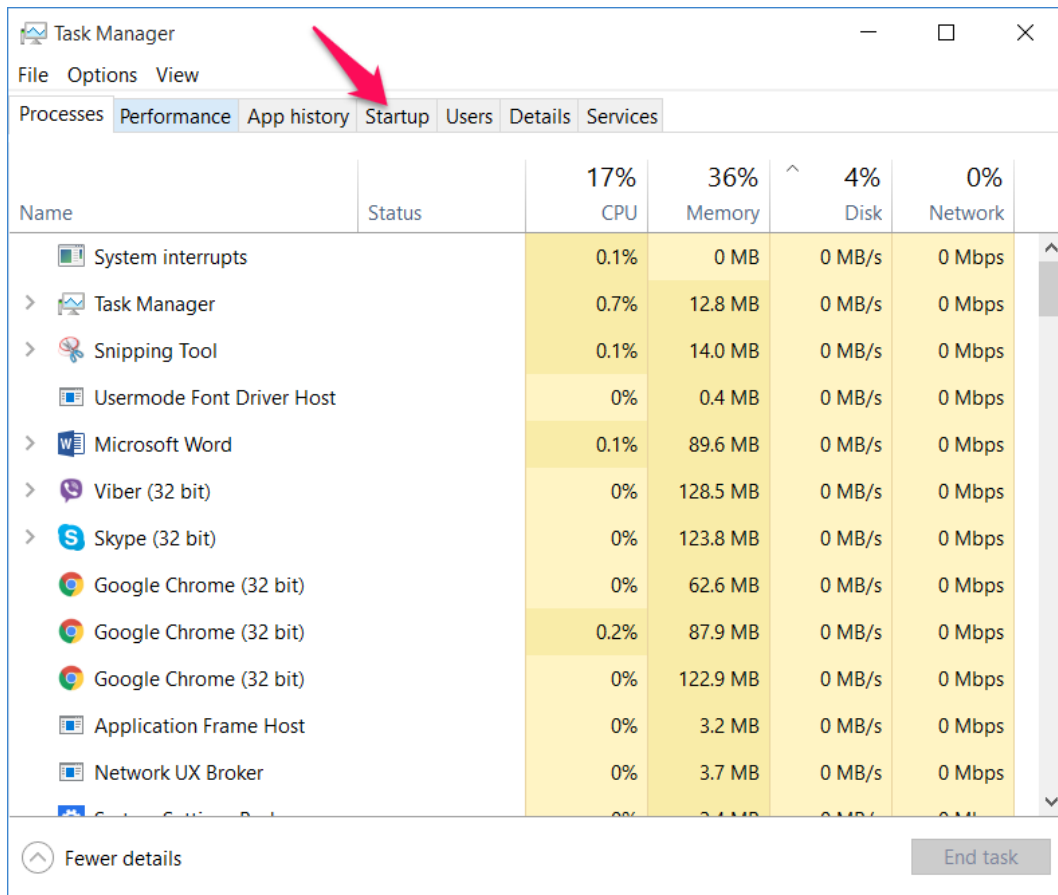 Task Manager
File Options View
Processes Performance App history Startup Users Details Services
17% 36% 4% 0%
Name Status CPU Memory Disk Network
System interrupts 0.1% 0 MB 0 MB/s 0 Mbps
Task Manager 0.7% 12.8 MB 0 MB/s 0 Mbps
Snipping Tool 0.1% 14.0 MB 0 MB/s 0 Mbps
Usermode Font Driver Host 0% 0.4 MB 0 MB/s 0 Mbps
Microsoft Word 0.1% 89.6 MB 0 MB/s 0 Mbps
Viber (32 bit) 0% 128.5 MB 0 MB/s 0 Mbps
Skype (32 bit) 0% 123.8 MB 0 MB/s 0 Mbps
Google Chrome (32 bit) 0% 62.6 MB 0 MB/s 0 Mbps
Google Chrome (32 bit) 0.2% 87.9 MB 0 MB/s 0 Mbps
Google Chrome (32 bit) 0% 122.9 MB 0 MB/s 0 Mbps
Application Frame Host 0% 3.2 MB 0 MB/s 0 Mbps
Network UX Broker 0% 3.7 MB 0 MB/s 0 Mbps
Fewer details End task